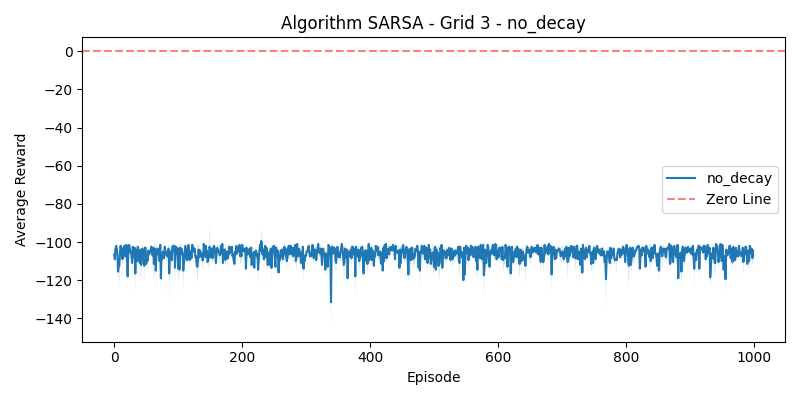 Algorithm SARSA - Grid 3 - no_decay
0
−20
−40
−60
−80
−100
−120
−140
Average Reward
no_decay
Zero Line
0 200 400 600 800 1000
Episode